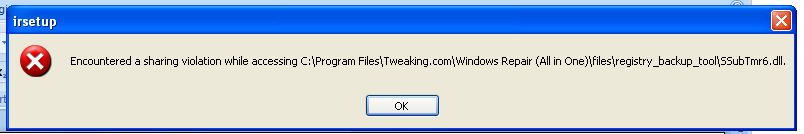 irsetup
Encountered a sharing violation while accessing C:\Program Files\Tweaking.com\Windows Repair (All in One)\files\registry_backup_tool\SSubTmr6.dll.
OK